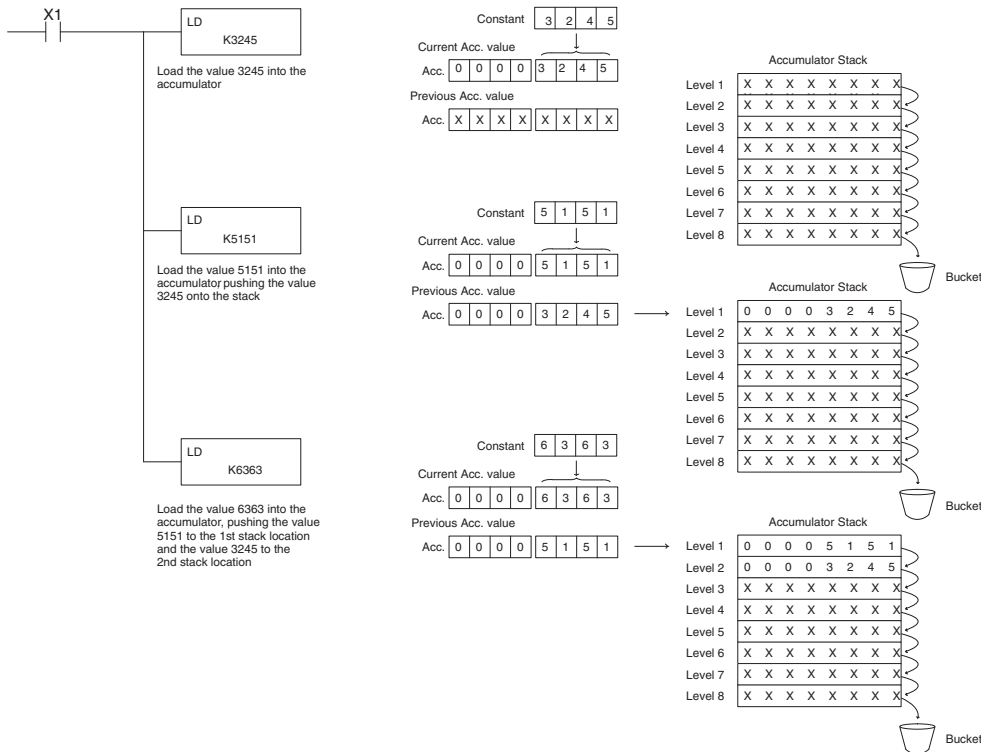 X1
LD
K3245
Load the value 3245 into the
accumulator
Constant 3 2 4 5
Current Acc. value
Acc. 0 0 0 0 3 2 4 5
Previous Acc. value
Acc. X X X X X X X X
Accumulator Stack
Level 1 X X X X X X X X
Level 2 X X X X X X X X
Level 3 X X X X X X X X
Level 4 X X X X X X X X
Level 5 X X X X X X X X
Level 6 X X X X X X X X
Level 7 X X X X X X X X
Level 8 X X X X X X X X
Bucket
LD
K5151
Load the value 5151 into the
accumulator, pushing the value
3245 onto the stack
Constant 5 1 5 1
Current Acc. value
Acc. 0 0 0 0 5 1 5 1
Previous Acc. value
Acc. 0 0 0 0 3 2 4 5
Accumulator Stack
Level 1 0 0 0 0 3 2 4 5
Level 2 X X X X X X X X
Level 3 X X X X X X X X
Level 4 X X X X X X X X
Level 5 X X X X X X X X
Level 6 X X X X X X X X
Level 7 X X X X X X X X
Level 8 X X X X X X X X
Bucket
LD
K6363
Load the value 6363 into the
accumulator, pushing the value
5151 to the 1st stack location
and the value 3245 to the
2nd stack location
Constant 6 3 6 3
Current Acc. value
Acc. 0 0 0 0 6 3 6 3
Previous Acc. value
Acc. 0 0 0 0 5 1 5 1
Accumulator Stack
Level 1 0 0 0 0 5 1 5 1
Level 2 0 0 0 0 3 2 4 5
Level 3 X X X X X X X X
Level 4 X X X X X X X X
Level 5 X X X X X X X X
Level 6 X X X X X X X X
Level 7 X X X X X X X X
Level 8 X X X X X X X X
Bucket